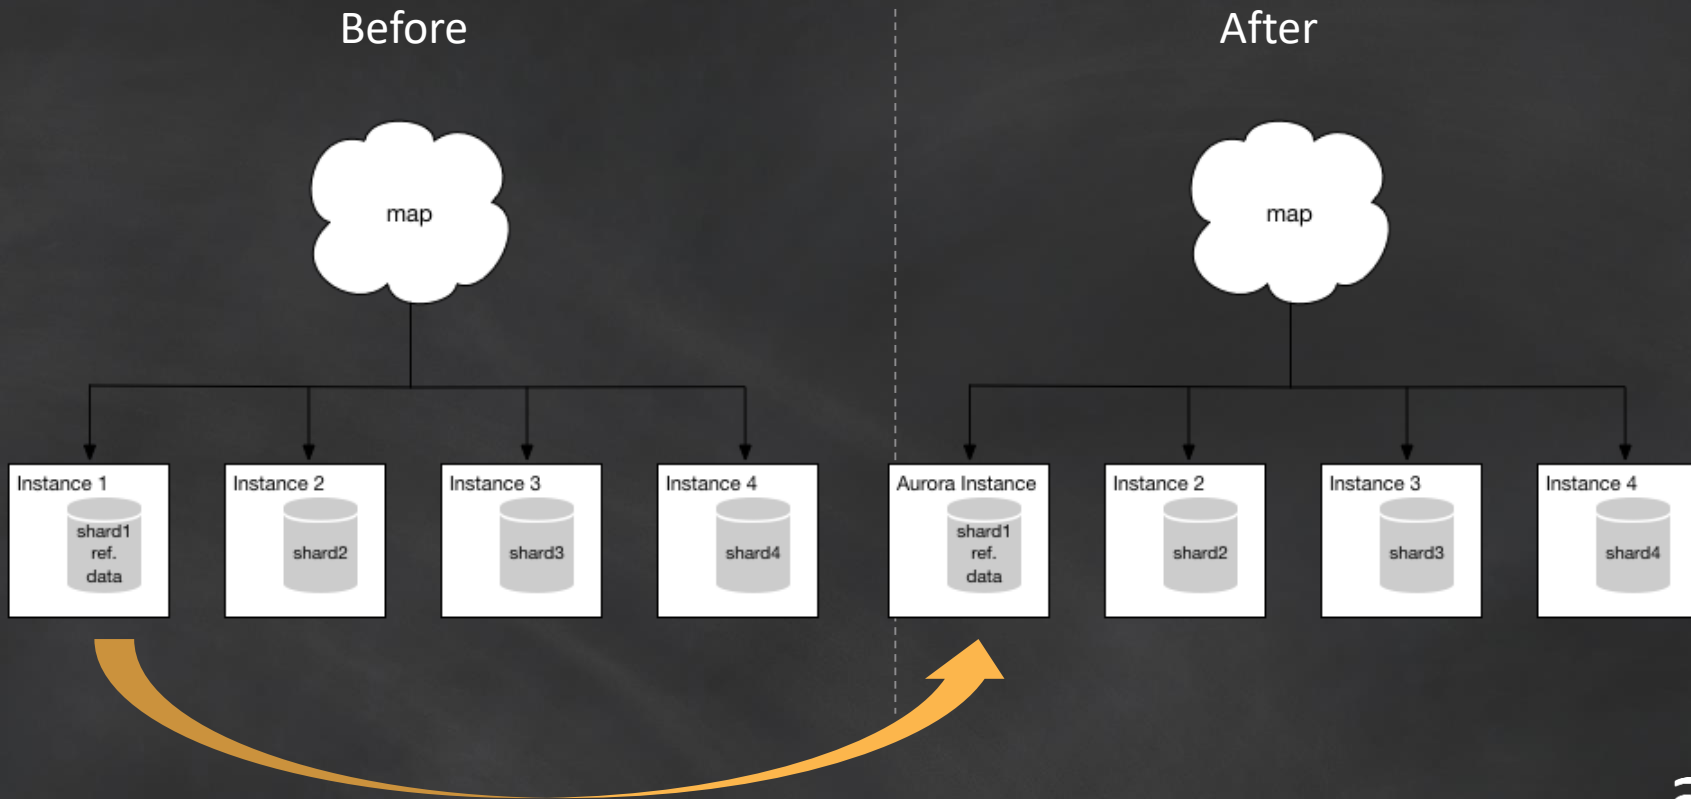 Before
map
Instance 1
shard1
ref.
data
Instance 2
shard2
Instance 3
shard3
Instance 4
shard4
After
map
Aurora Instance
shard1
ref.
data
Instance 2
shard2
Instance 3
shard3
Instance 4
shard4